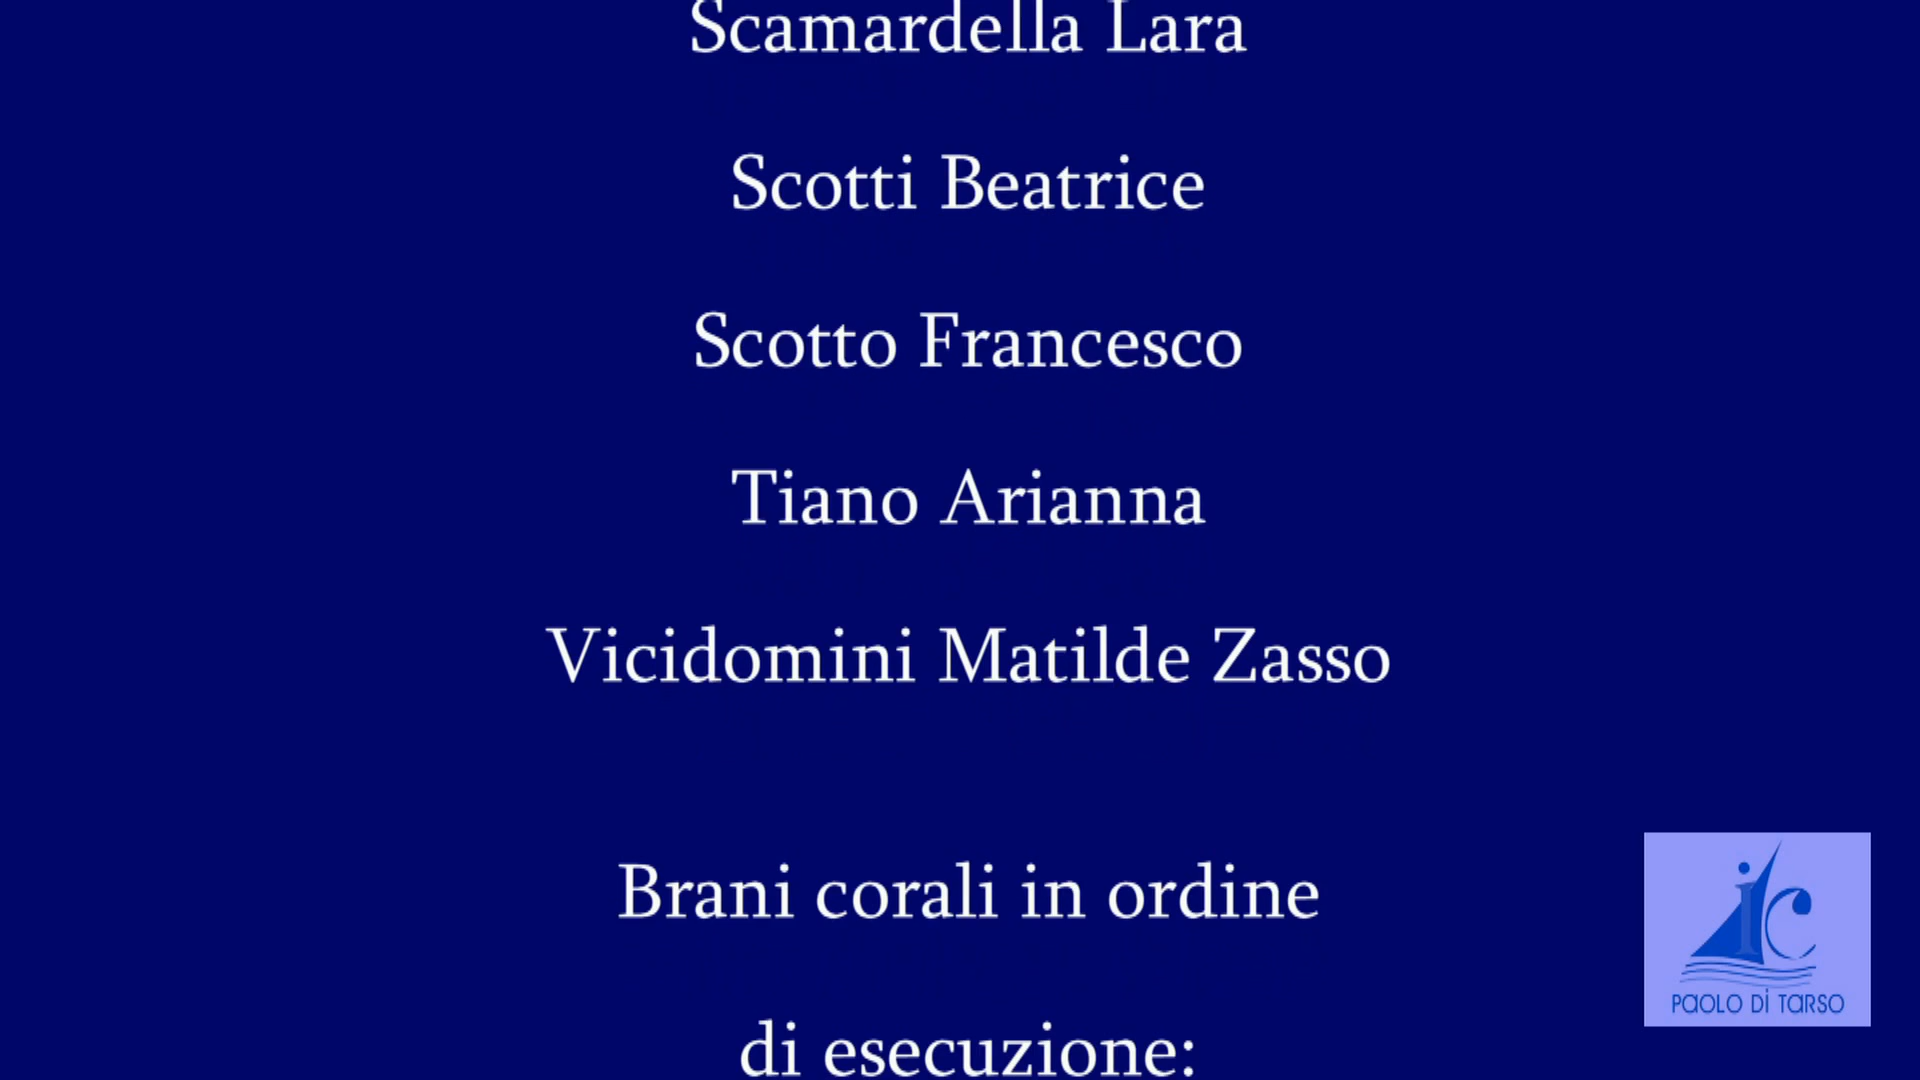 Scamardella Lara
Scotti Beatrice
Scotto Francesco
Tiano Arianna
Vicidomini Matilde Zasso
Brani corali in ordine
di esecuzione:
ic
PAOLO Di TARSO